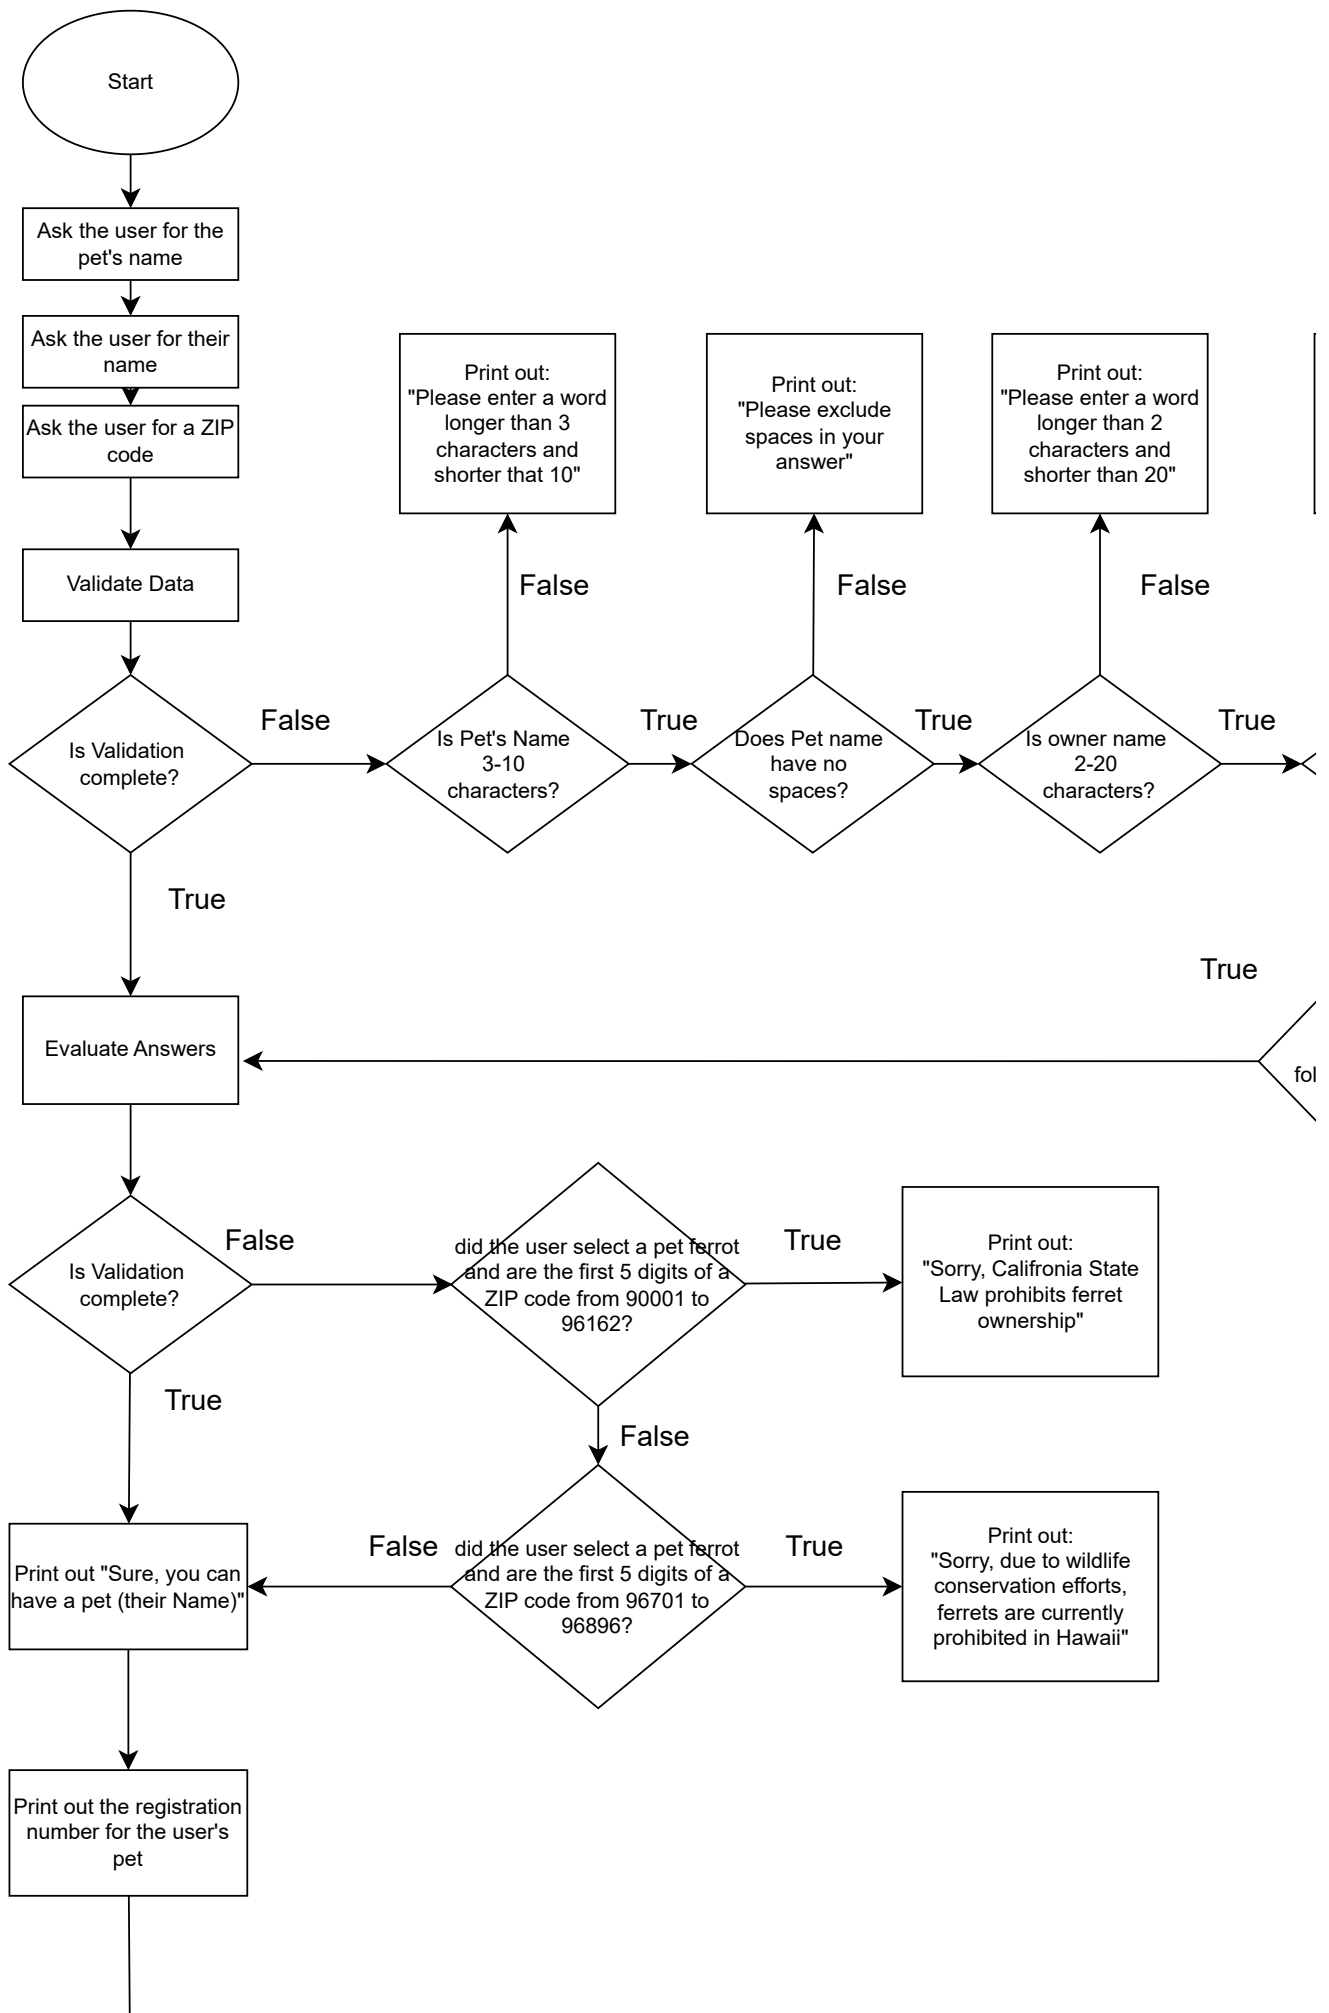 Start
Ask the user for the
pet's name
Ask the user for their
name
Ask the user for a ZIP
code
Validate Data
Print out:
"Please enter a word
longer than 3
characters and
shorter that 10"
Print out:
"Please exclude
spaces in your
answer"
Print out:
"Please enter a word
longer than 2
characters and
shorter than 20"
False
False
False
Is Validation
complete?
False
Is Pet's Name
3-10
characters?
True
Does Pet name
have no
spaces?
True
Is owner name
2-20
characters?
True
True
True
Evaluate Answers
fol
Is Validation
complete?
False
did the user select a pet ferrot
and are the first 5 digits of a
ZIP code from 90001 to
96162?
True
Print out:
"Sorry, Califronia State
Law prohibits ferret
ownership"
True
False
Print out "Sure, you can
have a pet (their Name)"
False
did the user select a pet ferrot
and are the first 5 digits of a
ZIP code from 96701 to
96896?
True
Print out:
"Sorry, due to wildlife
conservation efforts,
ferrets are currently
prohibited in Hawaii"
Print out the registration
number for the user's
pet